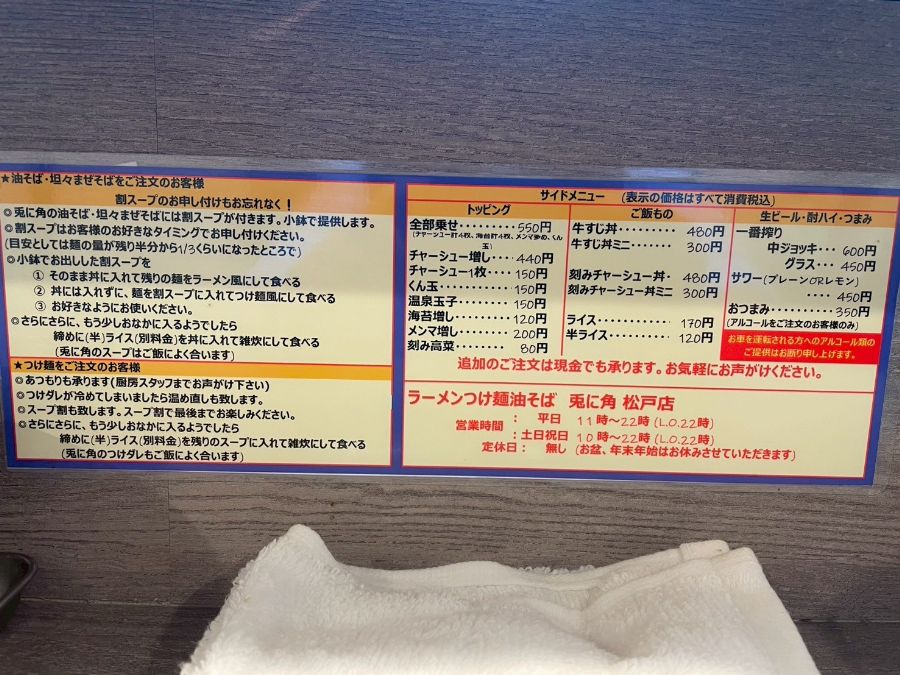 ★油そば・坦々まぜそばをご注文のお客様
割スープのお申し付けもお忘れなく！
◎兎に角の油そば・坦々まぜそばには割スープが付きます。小鉢で提供します。
◎割スープはお客様のお好きなタイミングでお申し付けください。
(目安としては麺の量が残り半分から1/3くらいになったところで)
◎小鉢でお出しした割スープを
① そのまま丼に入れて残りの麺をラーメン風にして食べる
② 丼には入れずに、麺を割スープに入れてつけ麺風にして食べる
③ お好きなようにお使いください。
◎さらにさらに、もう少しおなかに入るようでしたら
締めに(半)ライス(別料金)を丼に入れて雑炊にして食べる
(兎に角のスープはご飯によく合います)
★つけ麺をご注文のお客様
◎あつもりも承ります(厨房スタッフまでお声がけ下さい)
◎つけダレが冷めてしまいましたら温め直しも致します。
◎スープ割も致します。スープ割で最後までお楽しみください。
◎さらにさらに、もう少しおなかに入るようでしたら
締めに(半)ライス(別料金)を残りのスープに入れて雑炊にして食べる
(兎に角のつけダレもご飯によく合います)
サイドメニュー (表示の価格はすべて消費税込)
トッピング
全部乗せ・・・・・・・・・・550円
(チャーシュー計4枚、海苔計4枚、メンマ多め、くん玉)
チャーシュー増し・・・440円
チャーシュー1枚・・・・150円
くん玉・・・・・・・・・・・150円
温泉玉子・・・・・・・・・150円
海苔増し・・・・・・・・・120円
メンマ増し・・・・・・・・200円
刻み高菜・・・・・・・・・80円
ご飯もの
牛すじ丼・・・・・・・・・480円
牛すじ丼ミニ・・・・・・300円
刻みチャーシュー丼・・480円
刻みチャーシュー丼ミニ 300円
ライス・・・・・・・・・・170円
半ライス・・・・・・・・・120円
生ビール・酎ハイ・つまみ
一番搾り
中ジョッキ・・・600円
グラス・・・450円
サワー(プレーンORレモン)
・・・・450円
おつまみ・・・・・・・・350円
(アルコールをご注文のお客様のみ)
お車を運転される方へのアルコール類の
ご提供はお断り申し上げます。
追加のご注文は現金でも承ります。お気軽にお声がけください。
ラーメンつけ麺油そば 兎に角 松戸店
営業時間 ： 平日 11時～22時(L.O.22時)
：土日祝日 10時～22時(L.O.22時)
定休日： 無し (お盆、年末年始はお休みさせていただきます)